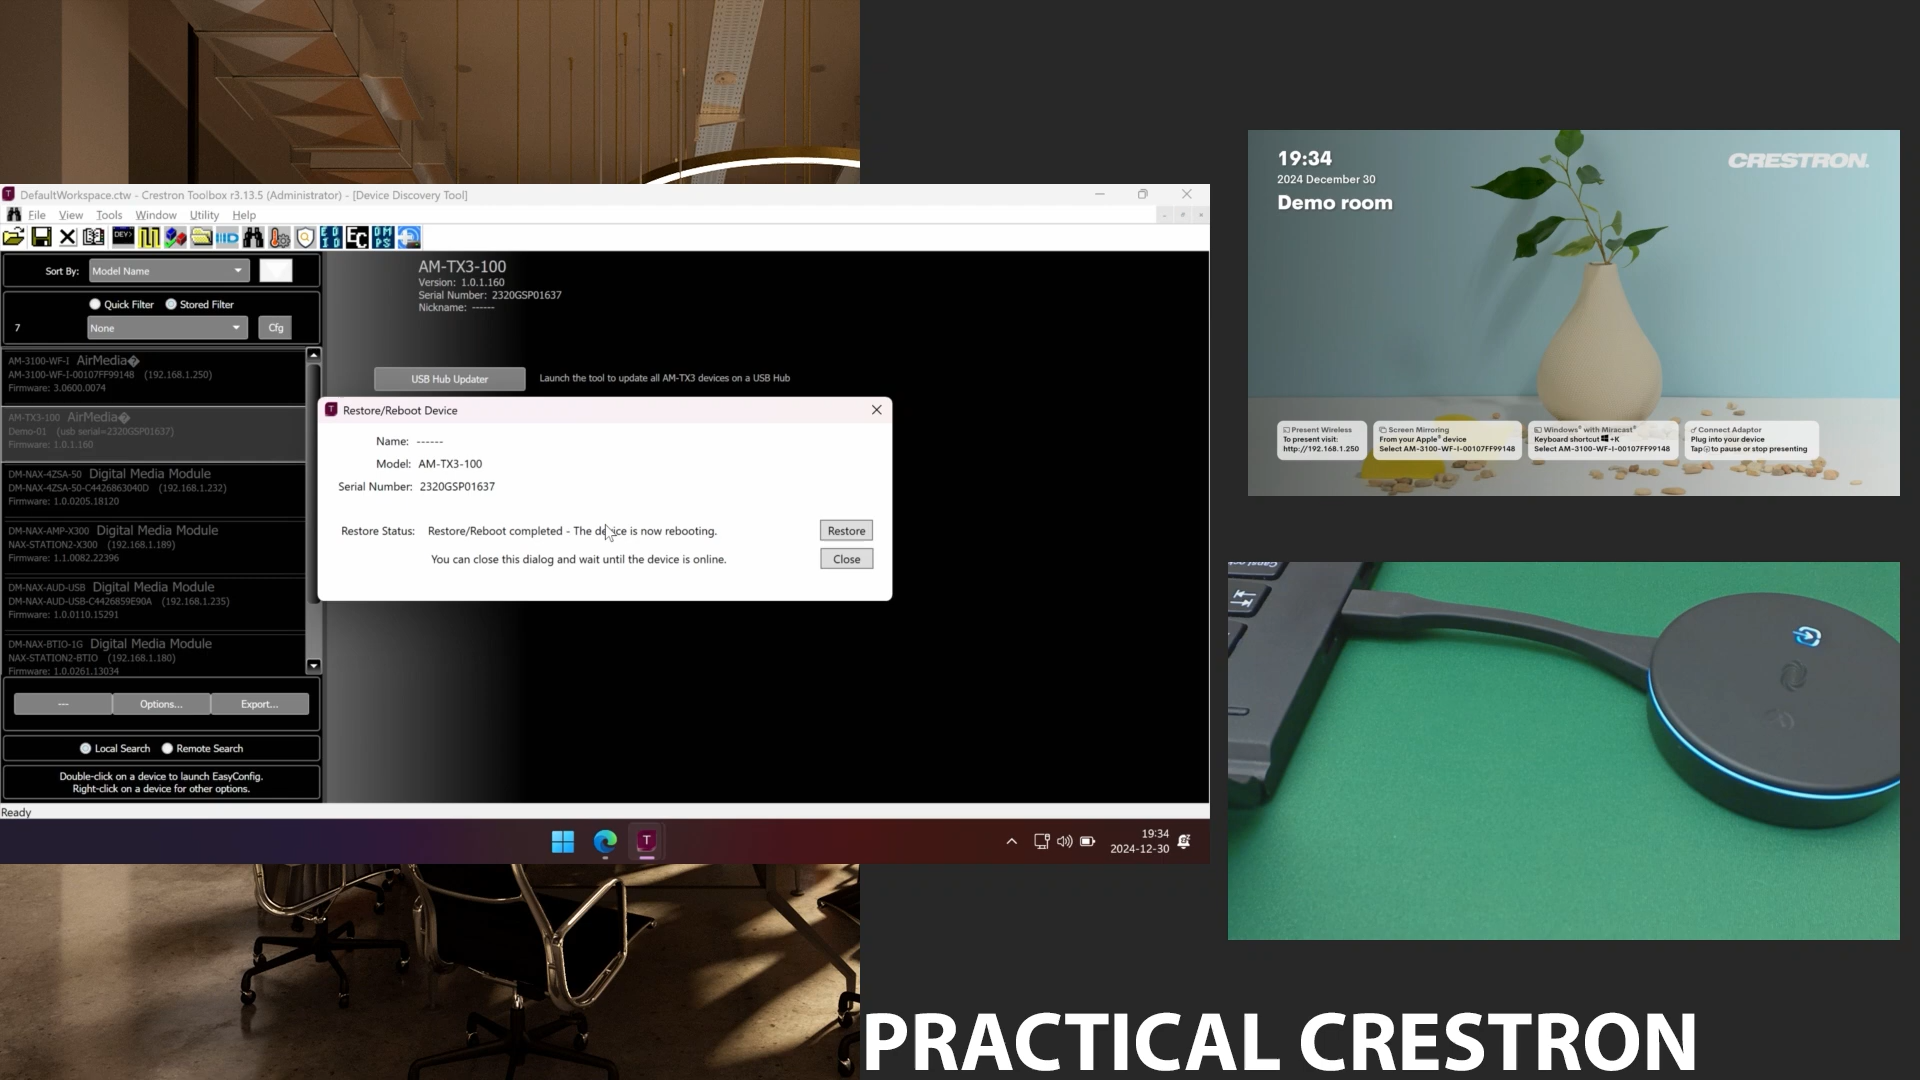 DefaultWorkspace.ctw - Crestron Toolbox r3.13.5 (Administrator) - [Device Discovery Tool]
File View Tools Window Utility Help
Sort By: Model Name
Quick Filter Stored Filter
7 None Cfg
AM-3100-WF-I AirMedia�
AM-3100-WF-I-00107FF99148 (192.168.1.250)
Firmware: 3.0600.0074
AM-TX3-100 AirMedia�
Demo-01 (usb serial=2320GSP01637)
Firmware: 1.0.1.160
DM-NAX-4ZSA-50 Digital Media Module
DM-NAX-4ZSA-50-C4426863040D (192.168.1.232)
Firmware: 1.0.0205.18120
DM-NAX-AMP-X300 Digital Media Module
NAX-STATION2-X300 (192.168.1.189)
Firmware: 1.1.0082.22396
DM-NAX-AUD-USB Digital Media Module
DM-NAX-AUD-USB-C4426859E90A (192.168.1.235)
Firmware: 1.0.0110.15291
DM-NAX-BTIO-1G Digital Media Module
NAX-STATION2-BTIO (192.168.1.180)
Firmware: 1.0.0261.13034
--- Options... Export...
Local Search Remote Search
Double-click on a device to launch EasyConfig.
Right-click on a device for other options.
Ready
AM-TX3-100
Version: 1.0.1.160
Serial Number: 2320GSP01637
Nickname: ------
USB Hub Updater Launch the tool to update all AM-TX3 devices on a USB Hub
Restore/Reboot Device
Name: ------
Model: AM-TX3-100
Serial Number: 2320GSP01637
Restore Status: Restore/Reboot completed - The device is now rebooting. Restore
You can close this dialog and wait until the device is online. Close
19:34
2024-12-30
19:34
2024 December 30
Demo room
CRESTRON.
Present Wireless
To present visit:
http://192.168.1.250
Screen Mirroring
From your Apple® device
Select AM-3100-WF-I-00107FF99148
Windows® with Miracast®
Keyboard shortcut +K
Select AM-3100-WF-I-00107FF99148
Connect Adaptor
Plug into your device
Tap to pause or stop presenting
PRACTICAL CRESTRON